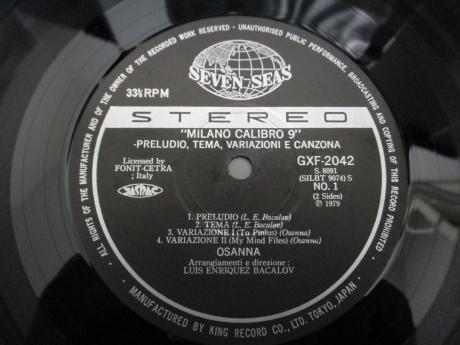 ALL RIGHTS OF THE MANUFACTURER AND OF THE OWNER OF THE RECORDED WORK RESERVED • UNAUTHORISED PUBLIC PERFORMANCE, BROADCASTING AND COPYING OF THIS RECORD PROHIBITED
SEVEN SEAS
33⅓ RPM
STEREO
"MILANO CALIBRO 9"
-PRELUDIO, TEMA, VARIAZIONI E CANZONA
Licensed by
FONIT-CETRA
; Italy
JASRAC
GXF-2042
S. 8091
(SILBT 9074) S
NO. 1
(2 Sides)
℗ 1979
1. PRELUDIO (L. E. Bacalov)
2. TEMA (L. E. Bacalov)
3. VARIAZIONE I (To Plinius) (Osanna)
4. VARIAZIONE II (My Mind Files) (Osanna)
OSANNA
Arrangiamenti e direzione :
LUIS ENRIQUEZ BACALOV
• MANUFACTURED BY KING RECORD CO., LTD. TOKYO, JAPAN •